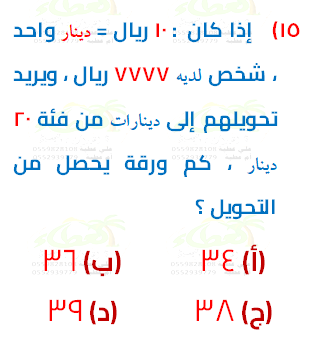 ١٥) إذا كان : ١٠ ريال = دينار واحد
، شخص لديه ٧٧٧٧ ريال ، ويريد
تحويلهم إلى دينارات من فئة ٢٠
دينار ، كم ورقة يحصل من
التحويل ؟
(أ) ٣٤ (ب) ٣٦
(ج) ٣٨ (د) ٣٩